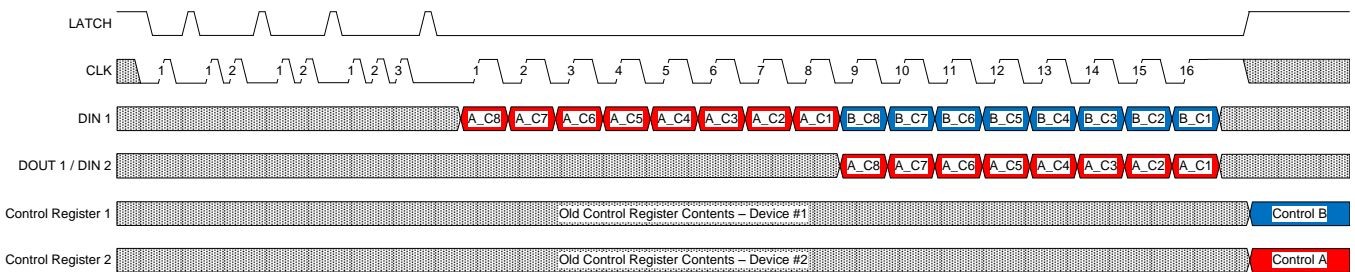 LATCH
CLK 1 1 2 1 2 1 2 3 1 2 3 4 5 6 7 8 9 10 11 12 13 14 15 16
DIN 1 A_C8 A_C7 A_C6 A_C5 A_C4 A_C3 A_C2 A_C1 B_C8 B_C7 B_C6 B_C5 B_C4 B_C3 B_C2 B_C1
DOUT 1 / DIN 2 A_C8 A_C7 A_C6 A_C5 A_C4 A_C3 A_C2 A_C1
Control Register 1 Old Control Register Contents – Device #1 Control B
Control Register 2 Old Control Register Contents – Device #2 Control A